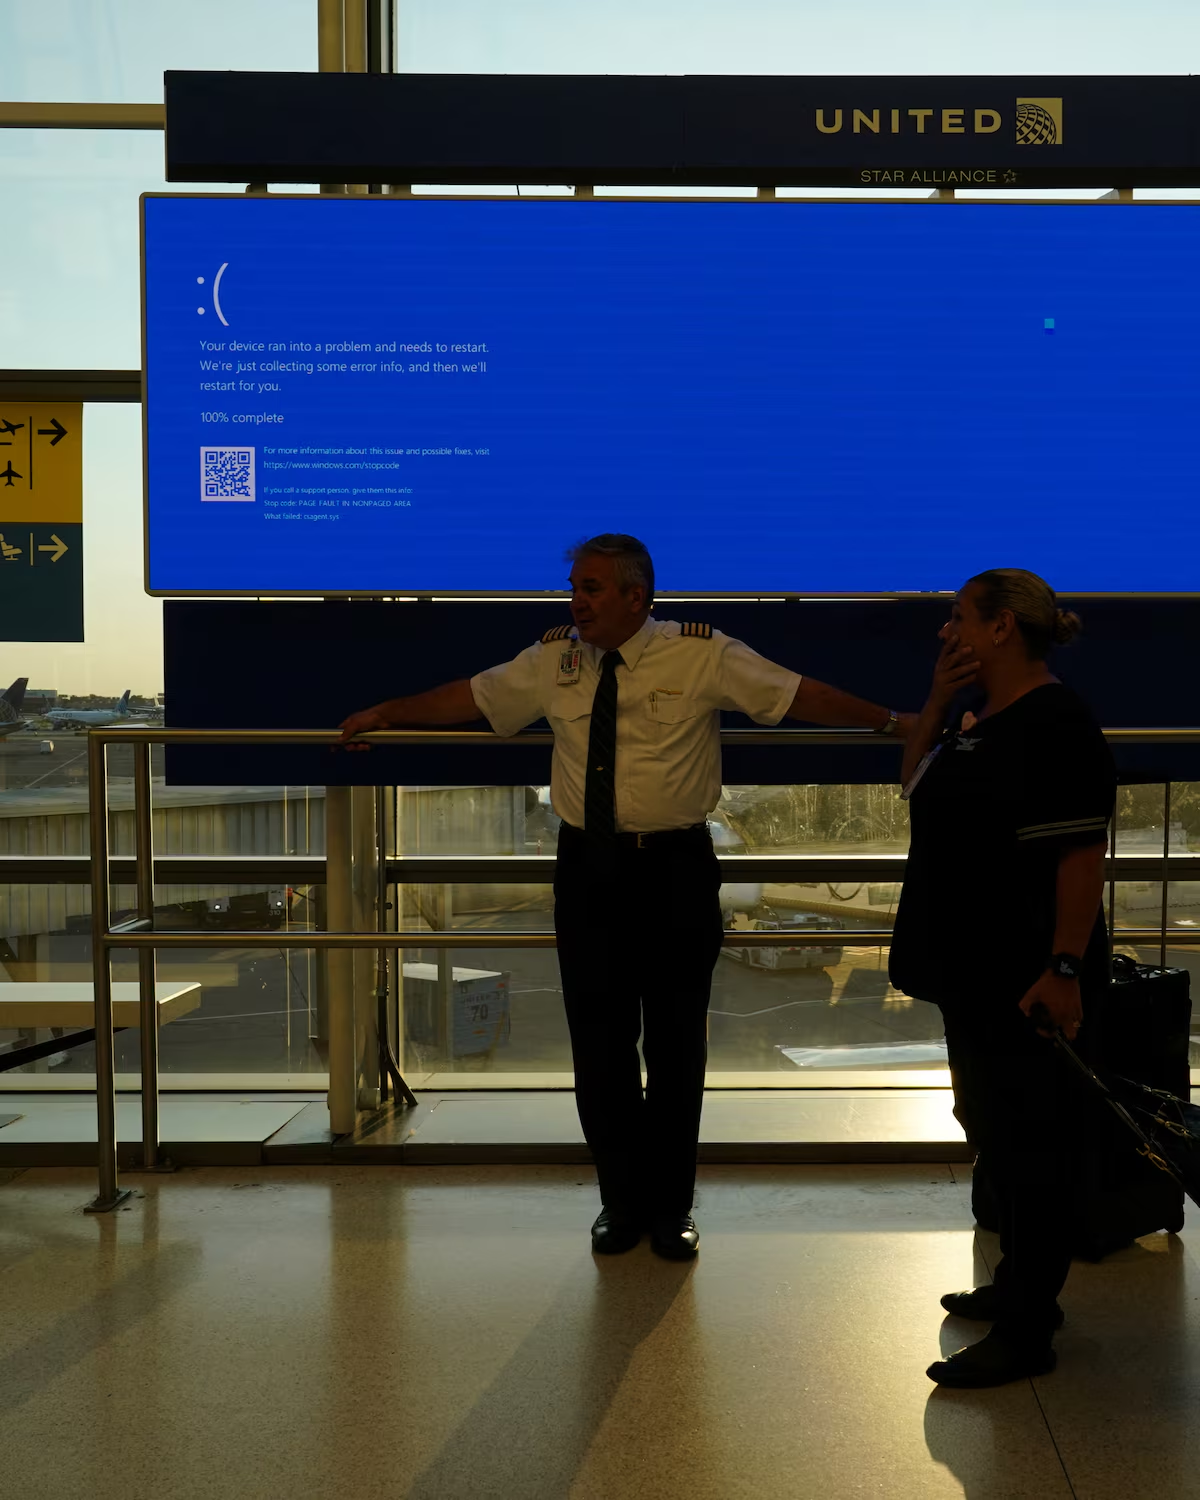 UNITED
STAR ALLIANCE
:(
Your device ran into a problem and needs to restart.
We're just collecting some error info, and then we'll
restart for you.
100% complete
For more information about this issue and possible fixes, visit
https://www.windows.com/stopcode
If you call a support person, give them this info:
Stop code: PAGE FAULT IN NONPAGED AREA
What failed: csagent.sys
310
UNITED
70